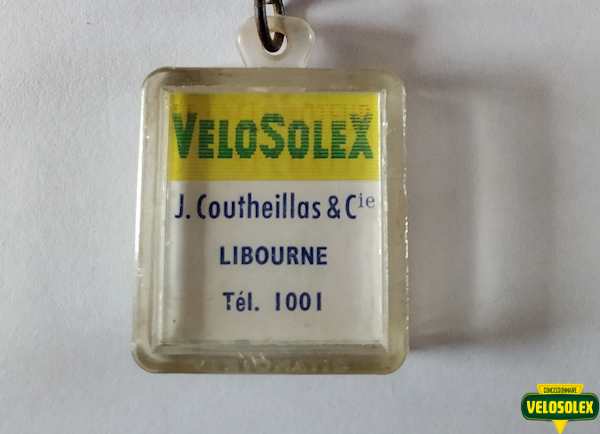 VELOSOLEX
J. Coutheillas & Cie
LIBOURNE
Tél. 1001
CONCESSIONNAIRE
VELOSOLEX